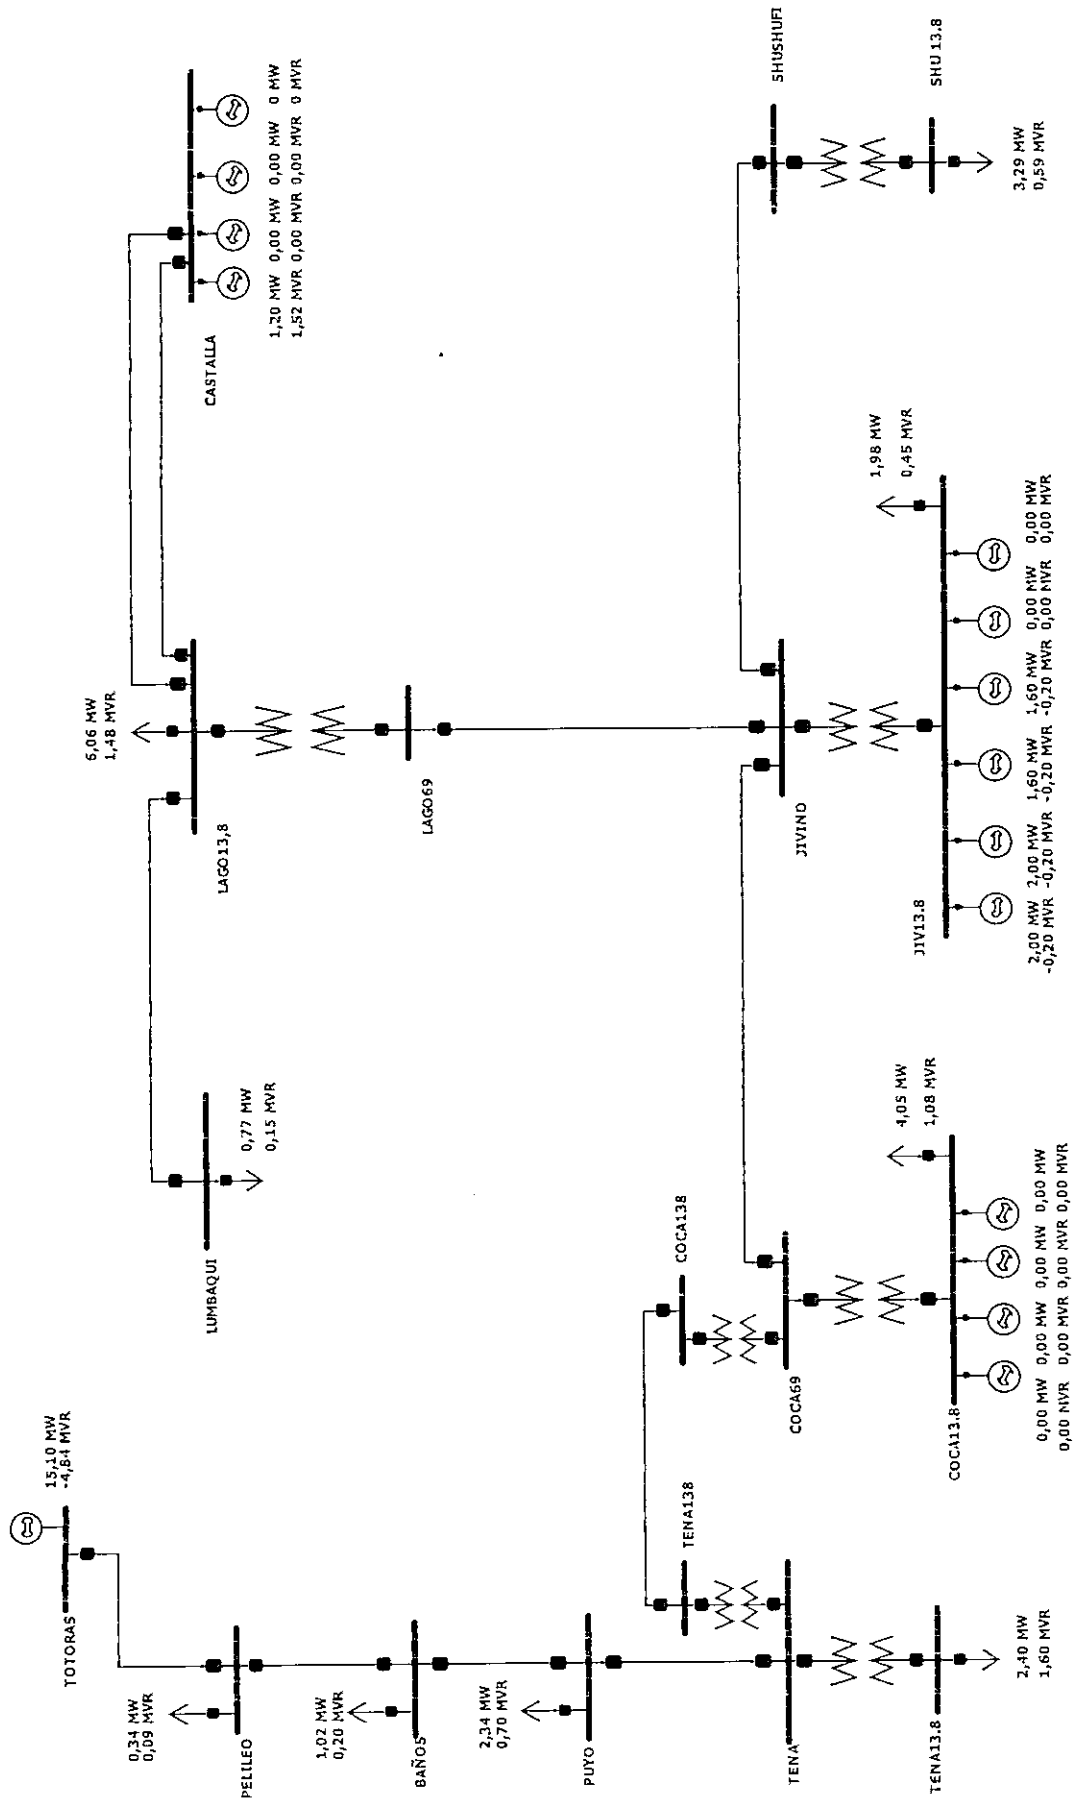 TOTORAS
15,10 MW
-4,84 MVR
0,34 MW
0,09 MVR
PELILEO
1,02 MW
0,20 MVR
BAÑOS
2,34 MW
0,70 MVR
PUYO
TENA
TENA138
TENA13.8
2,40 MW
1,60 MVR
LUMBAQUI
0,77 MW
0,15 MVR
COCA138
COCA69
COCA13.8
4,05 MW
1,08 MVR
0,00 MW 0,00 MW 0,00 MW 0,00 MW
0,00 MVR 0,00 MVR 0,00 MVR 0,00 MVR
6,06 MW
1,48 MVR
LAGO13,8
LAGO69
JIVINO
JIV13.8
1,98 MW
0,45 MVR
2,00 MW 2,00 MW 1,60 MW 1,60 MW 0,00 MW 0,00 MW
-0,20 MVR -0,20 MVR -0,20 MVR -0,20 MVR 0,00 MVR 0,00 MVR
CASTALLA
1,20 MW 0,00 MW 0,00 MW 0 MW
1,52 MVR 0,00 MVR 0,00 MVR 0 MVR
SHUSHUFI
SHU 13.8
3,29 MW
0,59 MVR